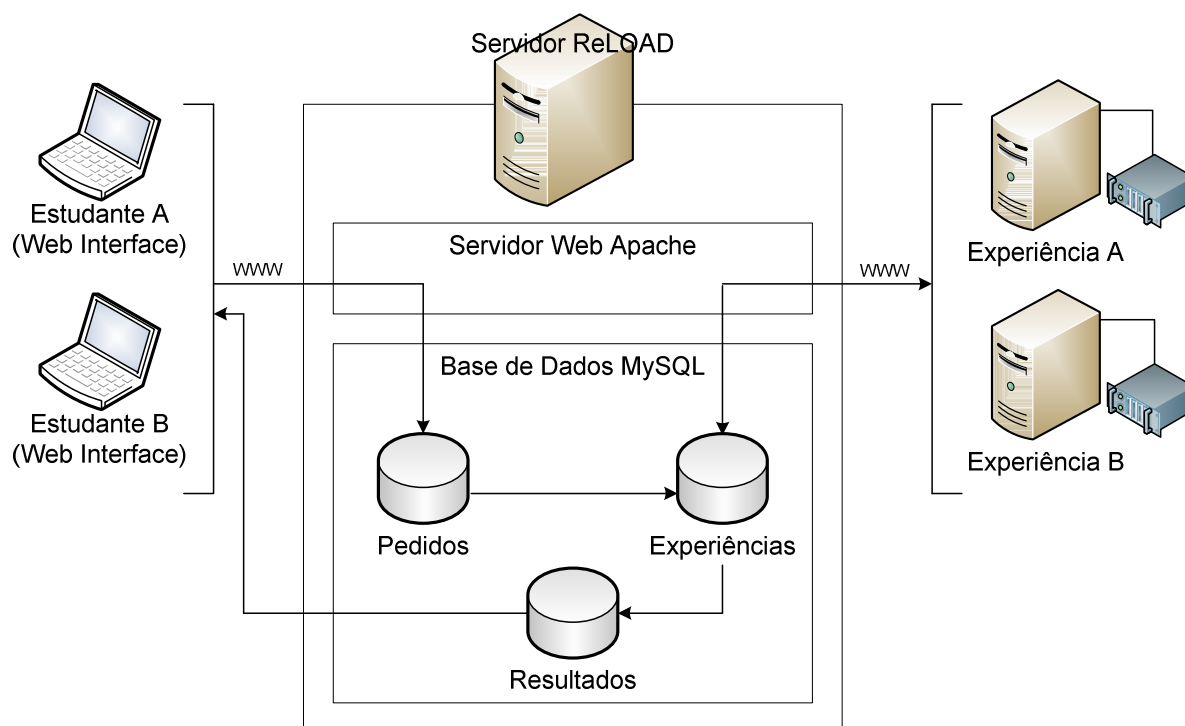 Servidor ReLOAD
Estudante A
(Web Interface)
Servidor Web Apache
Experiência A
WWW
WWW
Base de Dados MySQL
Estudante B
(Web Interface)
Experiência B
Pedidos
Experiências
Resultados